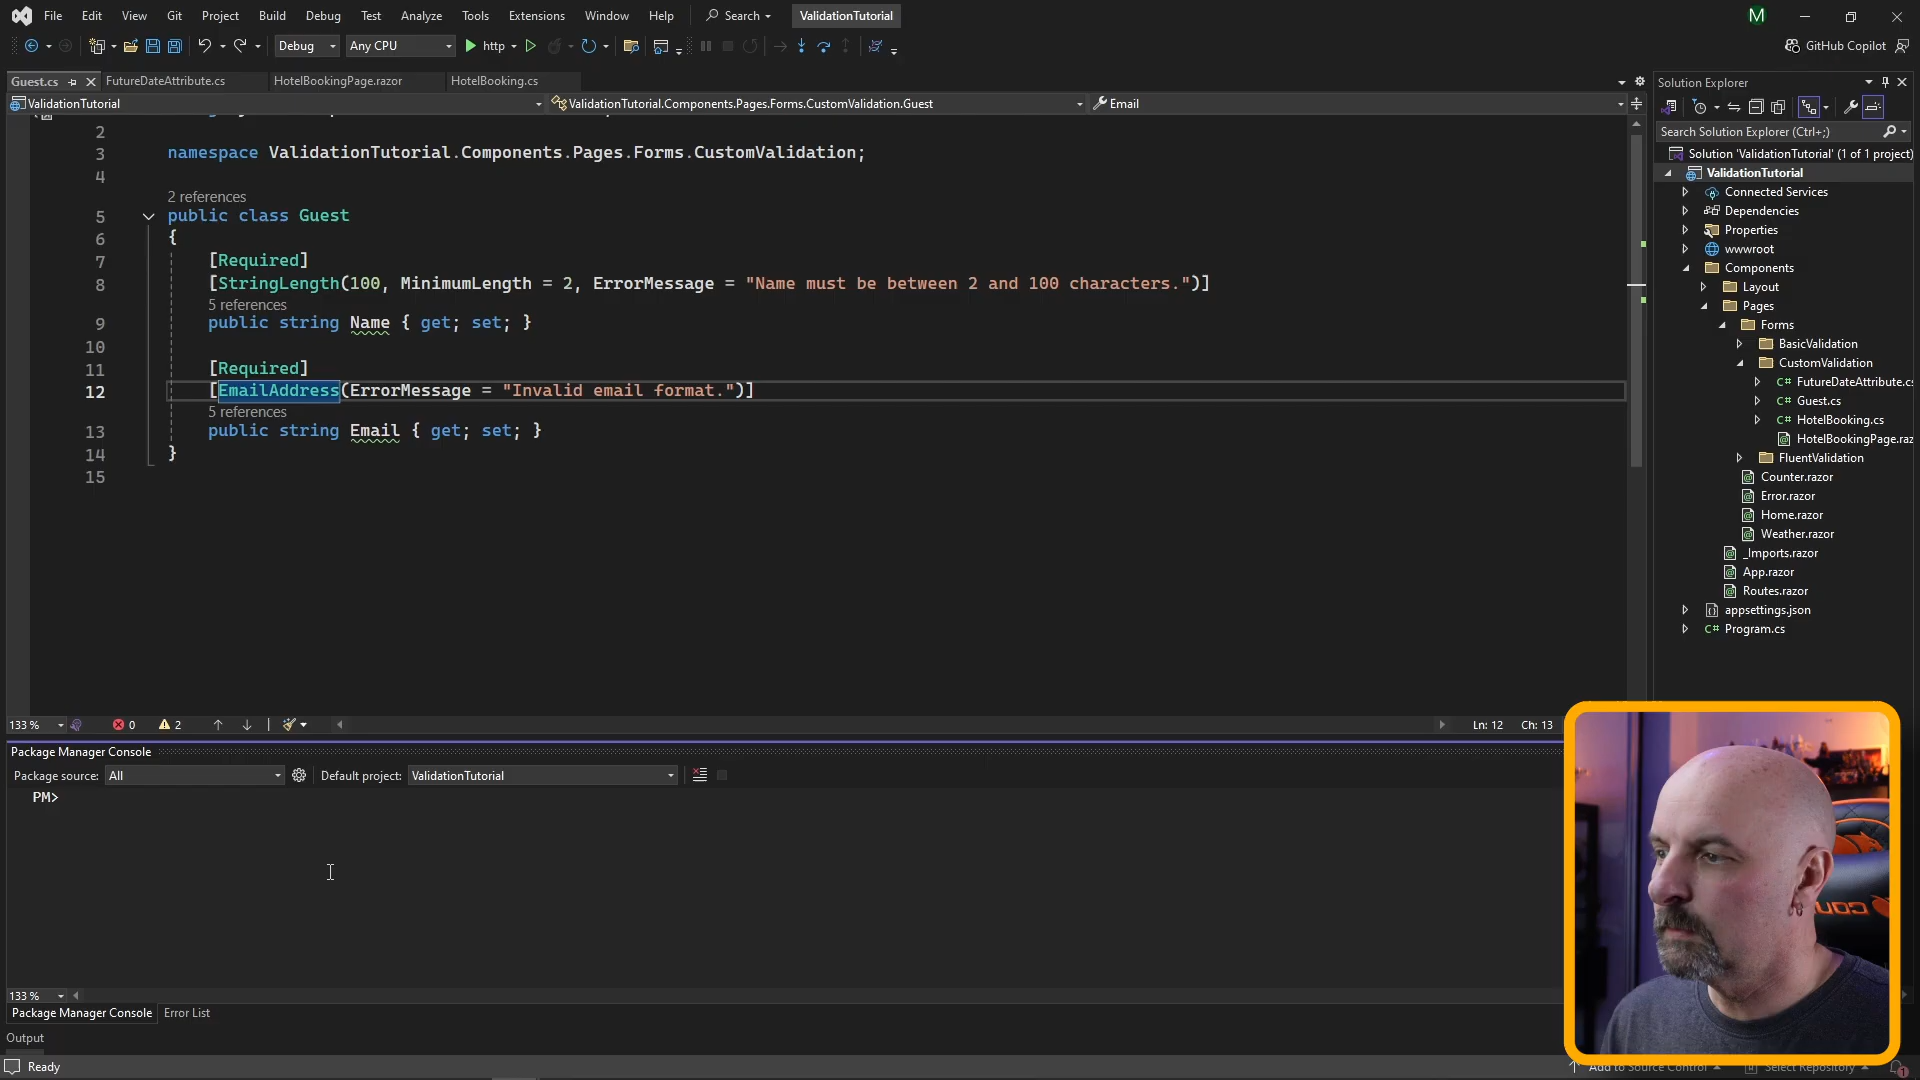 File Edit View Git Project Build Debug Test Analyze Tools Extensions Window Help Search ValidationTutorial M
Debug Any CPU http GitHub Copilot
Guest.cs FutureDateAttribute.cs HotelBookingPage.razor HotelBooking.cs
ValidationTutorial ValidationTutorial.Components.Pages.Forms.CustomValidation.Guest Email
2
3 namespace ValidationTutorial.Components.Pages.Forms.CustomValidation;
4
2 references
5 public class Guest
6 {
7 [Required]
8 [StringLength(100, MinimumLength = 2, ErrorMessage = "Name must be between 2 and 100 characters.")]
5 references
9 public string Name { get; set; }
10
11 [Required]
12 [EmailAddress(ErrorMessage = "Invalid email format.")]
5 references
13 public string Email { get; set; }
14 }
15
133 % 0 2 Ln: 12 Ch: 13
Package Manager Console
Package source: All Default project: ValidationTutorial
PM>
133 %
Package Manager Console Error List
Output
Ready Add to Source Control Select Repository 1
Solution Explorer
Search Solution Explorer (Ctrl+;)
Solution 'ValidationTutorial' (1 of 1 project)
ValidationTutorial
Connected Services
Dependencies
Properties
wwwroot
Components
Layout
Pages
Forms
BasicValidation
CustomValidation
C# FutureDateAttribute.cs
C# Guest.cs
C# HotelBooking.cs
HotelBookingPage.raz
FluentValidation
Counter.razor
Error.razor
Home.razor
Weather.razor
_Imports.razor
App.razor
Routes.razor
appsettings.json
C# Program.cs